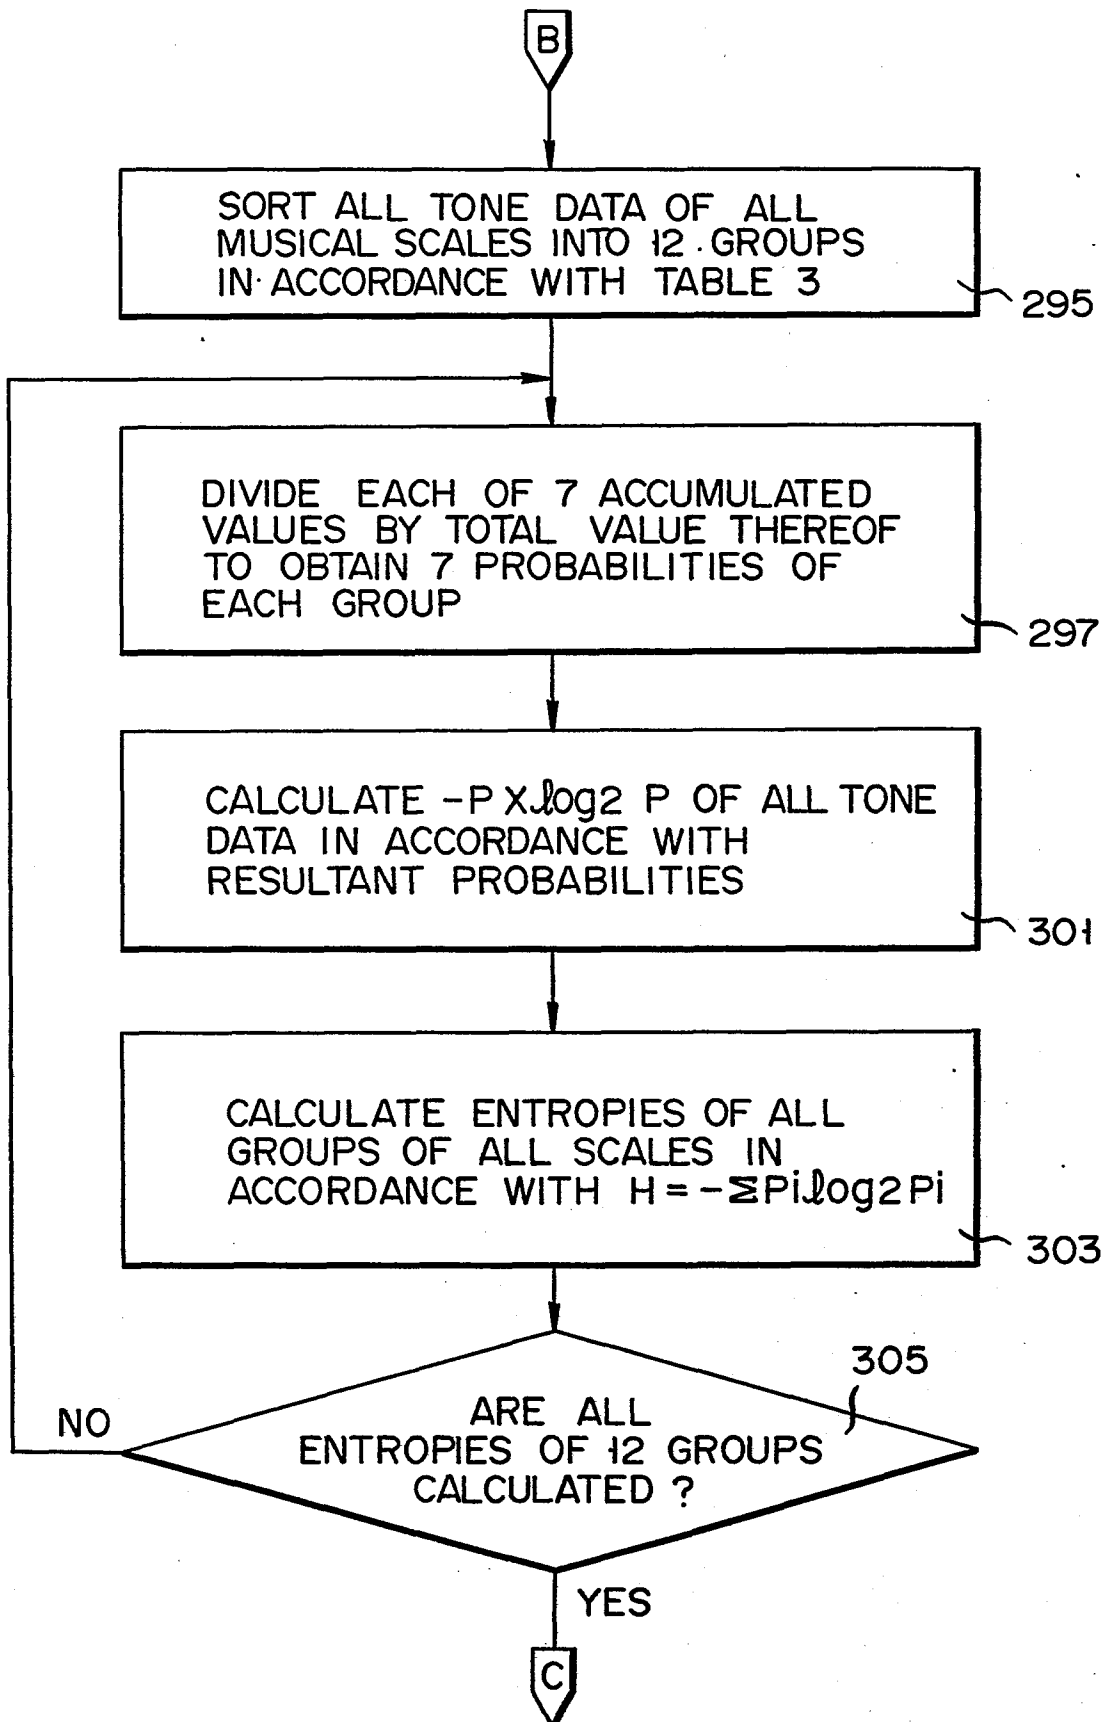 B
SORT ALL TONE DATA OF ALL
MUSICAL SCALES INTO 12 GROUPS
IN ACCORDANCE WITH TABLE 3
295
DIVIDE EACH OF 7 ACCUMULATED
VALUES BY TOTAL VALUE THEREOF
TO OBTAIN 7 PROBABILITIES OF
EACH GROUP
297
CALCULATE -P X log2 P OF ALL TONE
DATA IN ACCORDANCE WITH
RESULTANT PROBABILITIES
301
CALCULATE ENTROPIES OF ALL
GROUPS OF ALL SCALES IN
ACCORDANCE WITH H = -ΣPi log2 Pi
303
305
NO
ARE ALL
ENTROPIES OF 12 GROUPS
CALCULATED ?
YES
C